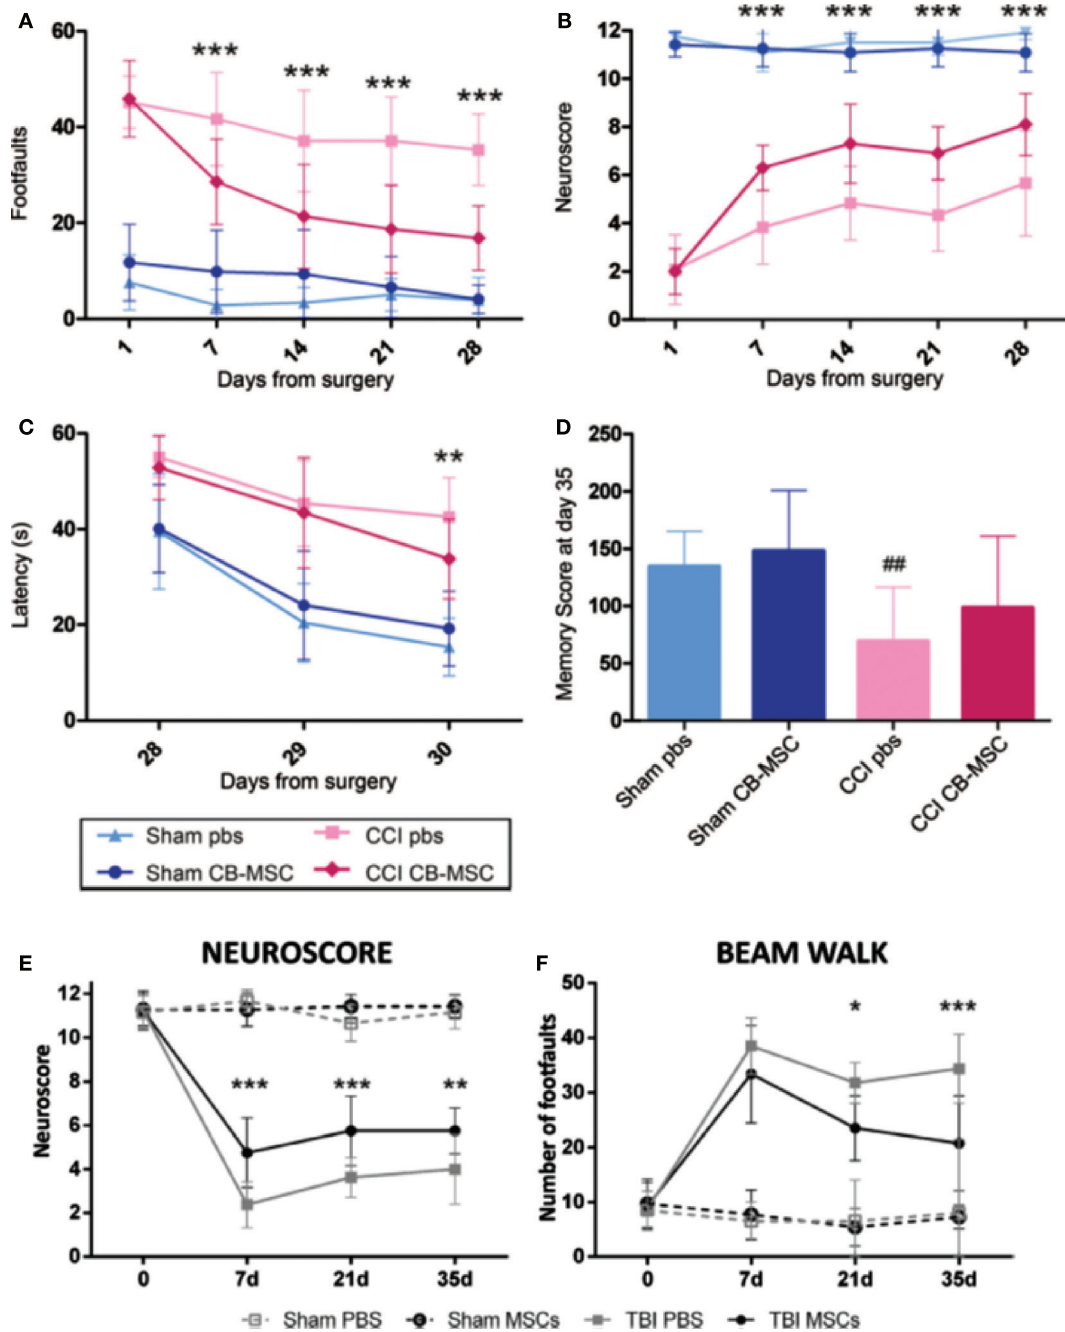 A
60
40
20
0
Footfaults
***
***
***
***
1
7
14
21
28
Days from surgery
B
12
10
8
6
4
2
0
Neuroscore
***
***
***
***
1
7
14
21
28
Days from surgery
C
60
40
20
0
Latency (s)
**
28
29
30
Days from surgery
D
250
200
150
100
50
0
Memory Score at day 35
##
Sham pbs
Sham CB-MSC
CCI pbs
CCI CB-MSC
Sham pbs
CCI pbs
Sham CB-MSC
CCI CB-MSC
E
NEUROSCORE
12
10
8
6
4
2
0
Neuroscore
***
***
**
0
7d
21d
35d
F
BEAM WALK
50
40
30
20
10
0
Number of footfaults
*
***
0
7d
21d
35d
Sham PBS
Sham MSCs
TBI PBS
TBI MSCs